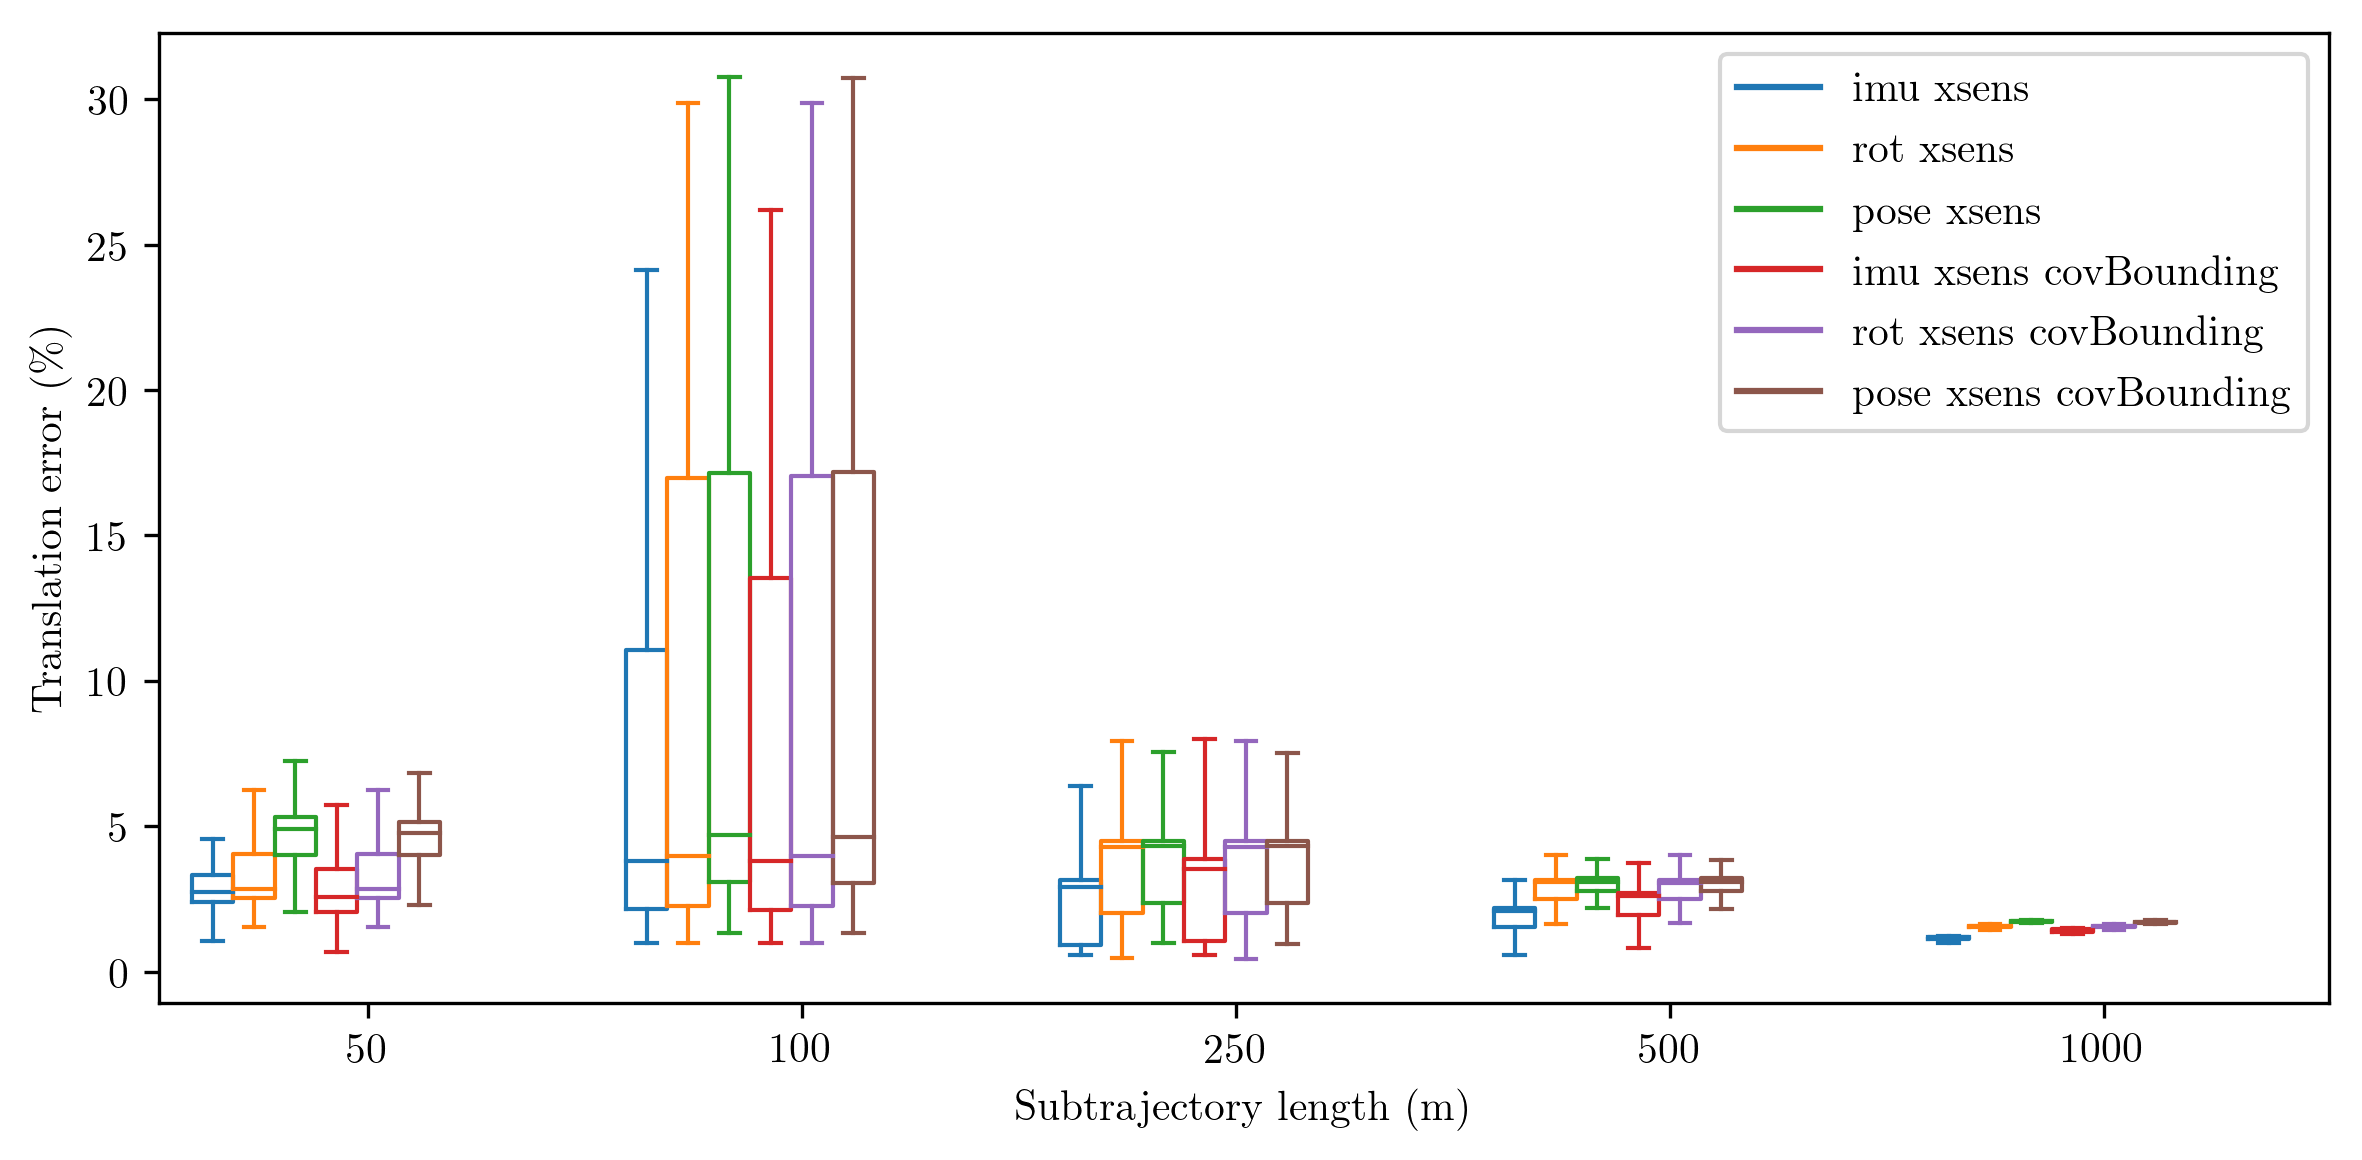 Translation error (%)
30
25
20
15
10
5
0
50 100 250 500 1000
Subtrajectory length (m)
imu xsens
rot xsens
pose xsens
imu xsens covBounding
rot xsens covBounding
pose xsens covBounding